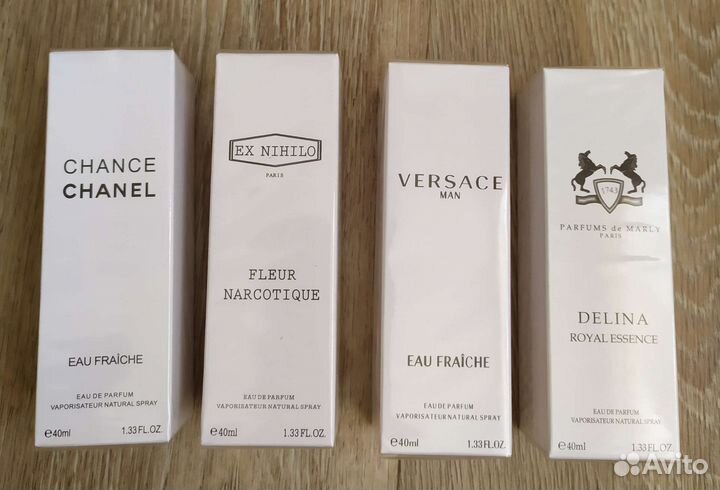 CHANCE
CHANEL
EAU FRAÎCHE
EAU DE PARFUM
VAPORISATEUR NATURAL SPRAY
℮40ml 1.33 FL.OZ.
EX NIHILO
PARIS
FLEUR
NARCOTIQUE
EAU DE PARFUM
VAPORISATEUR NATURAL SPRAY
℮40ml 1.33 FL.OZ.
VERSACE
MAN
EAU FRAÎCHE
EAU DE PARFUM
VAPORISATEUR NATURAL SPRAY
℮40ml 1.33 FL.OZ.
1743
PARFUMS de MARLY
PARIS
DELINA
ROYAL ESSENCE
EAU DE PARFUM
VAPORISATEUR NATURAL SPRAY
℮40ml 1.33 FL.OZ.
Avito